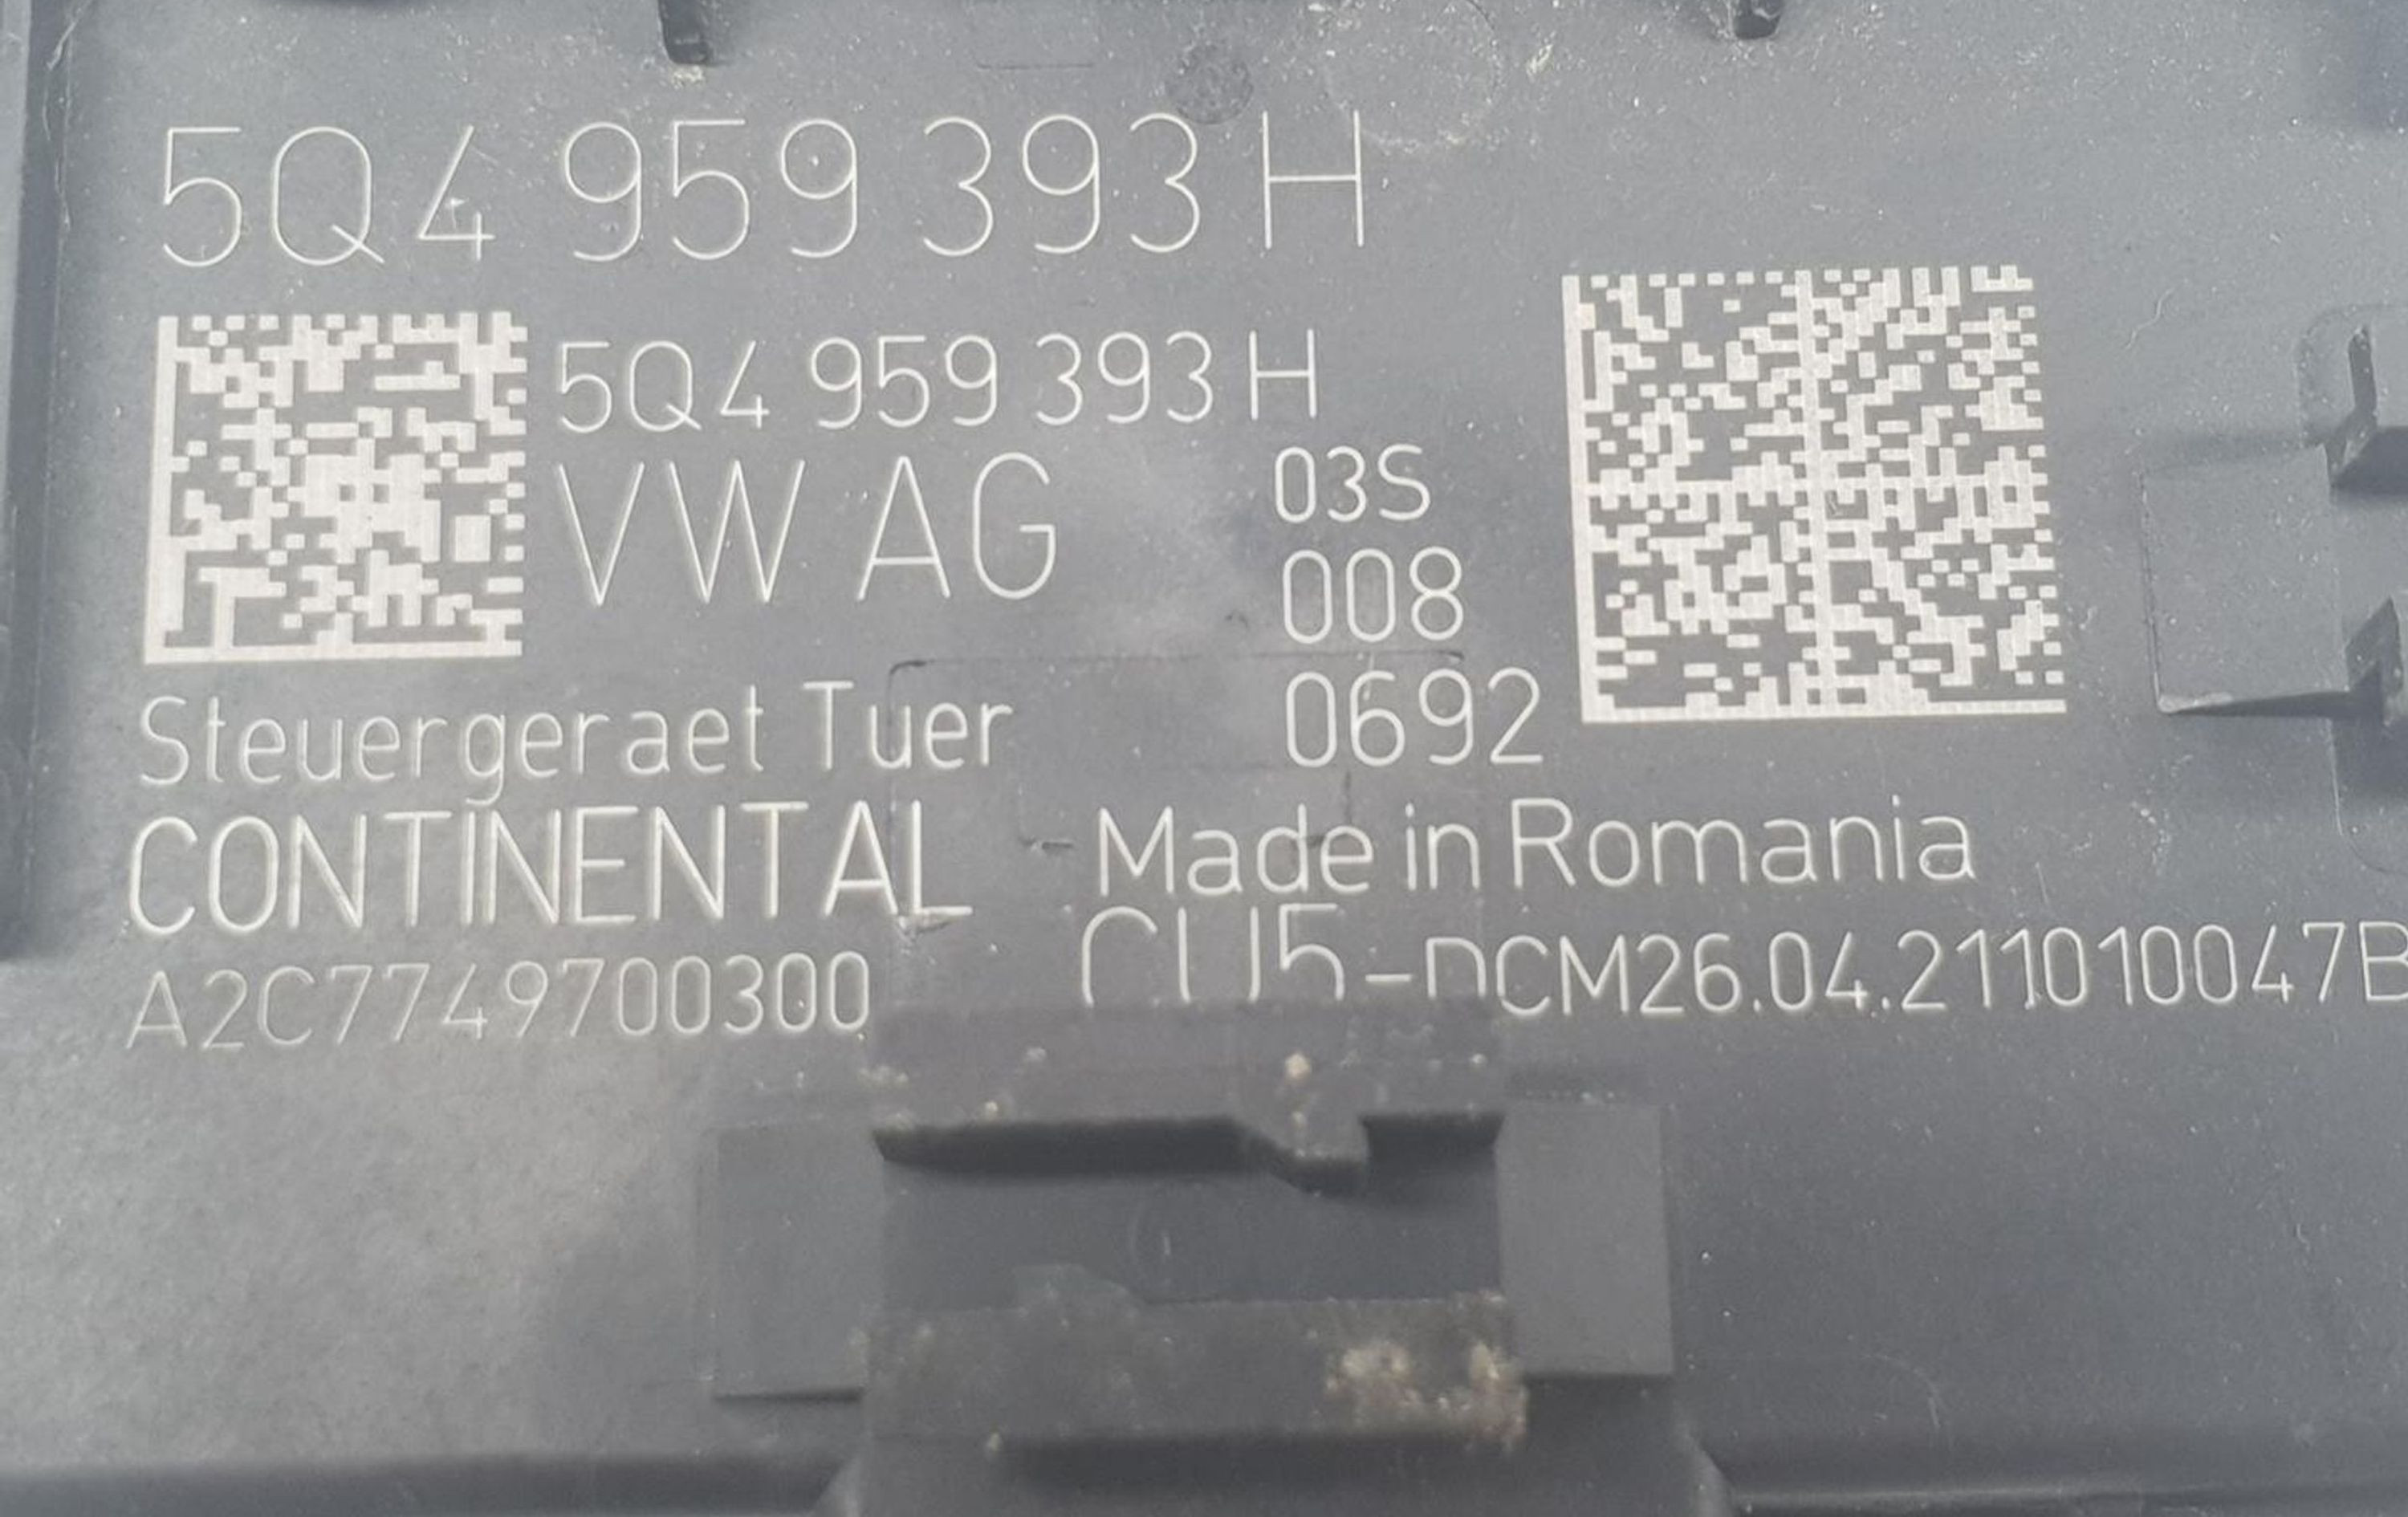 5Q4 959 393 H
5Q4 959 393 H
VW AG
03S
008
0692
Steuergeraet Tuer
CONTINENTAL
Made in Romania
A2C7749700300
CU5-DCM26.04.211010047B